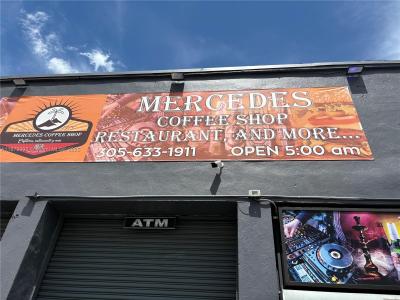 MERCEDES
COFFEE SHOP
RESTAURANT, AND MORE...
305-633-1911 OPEN 5:00 am
MERCEDES COFFEE SHOP
ATM